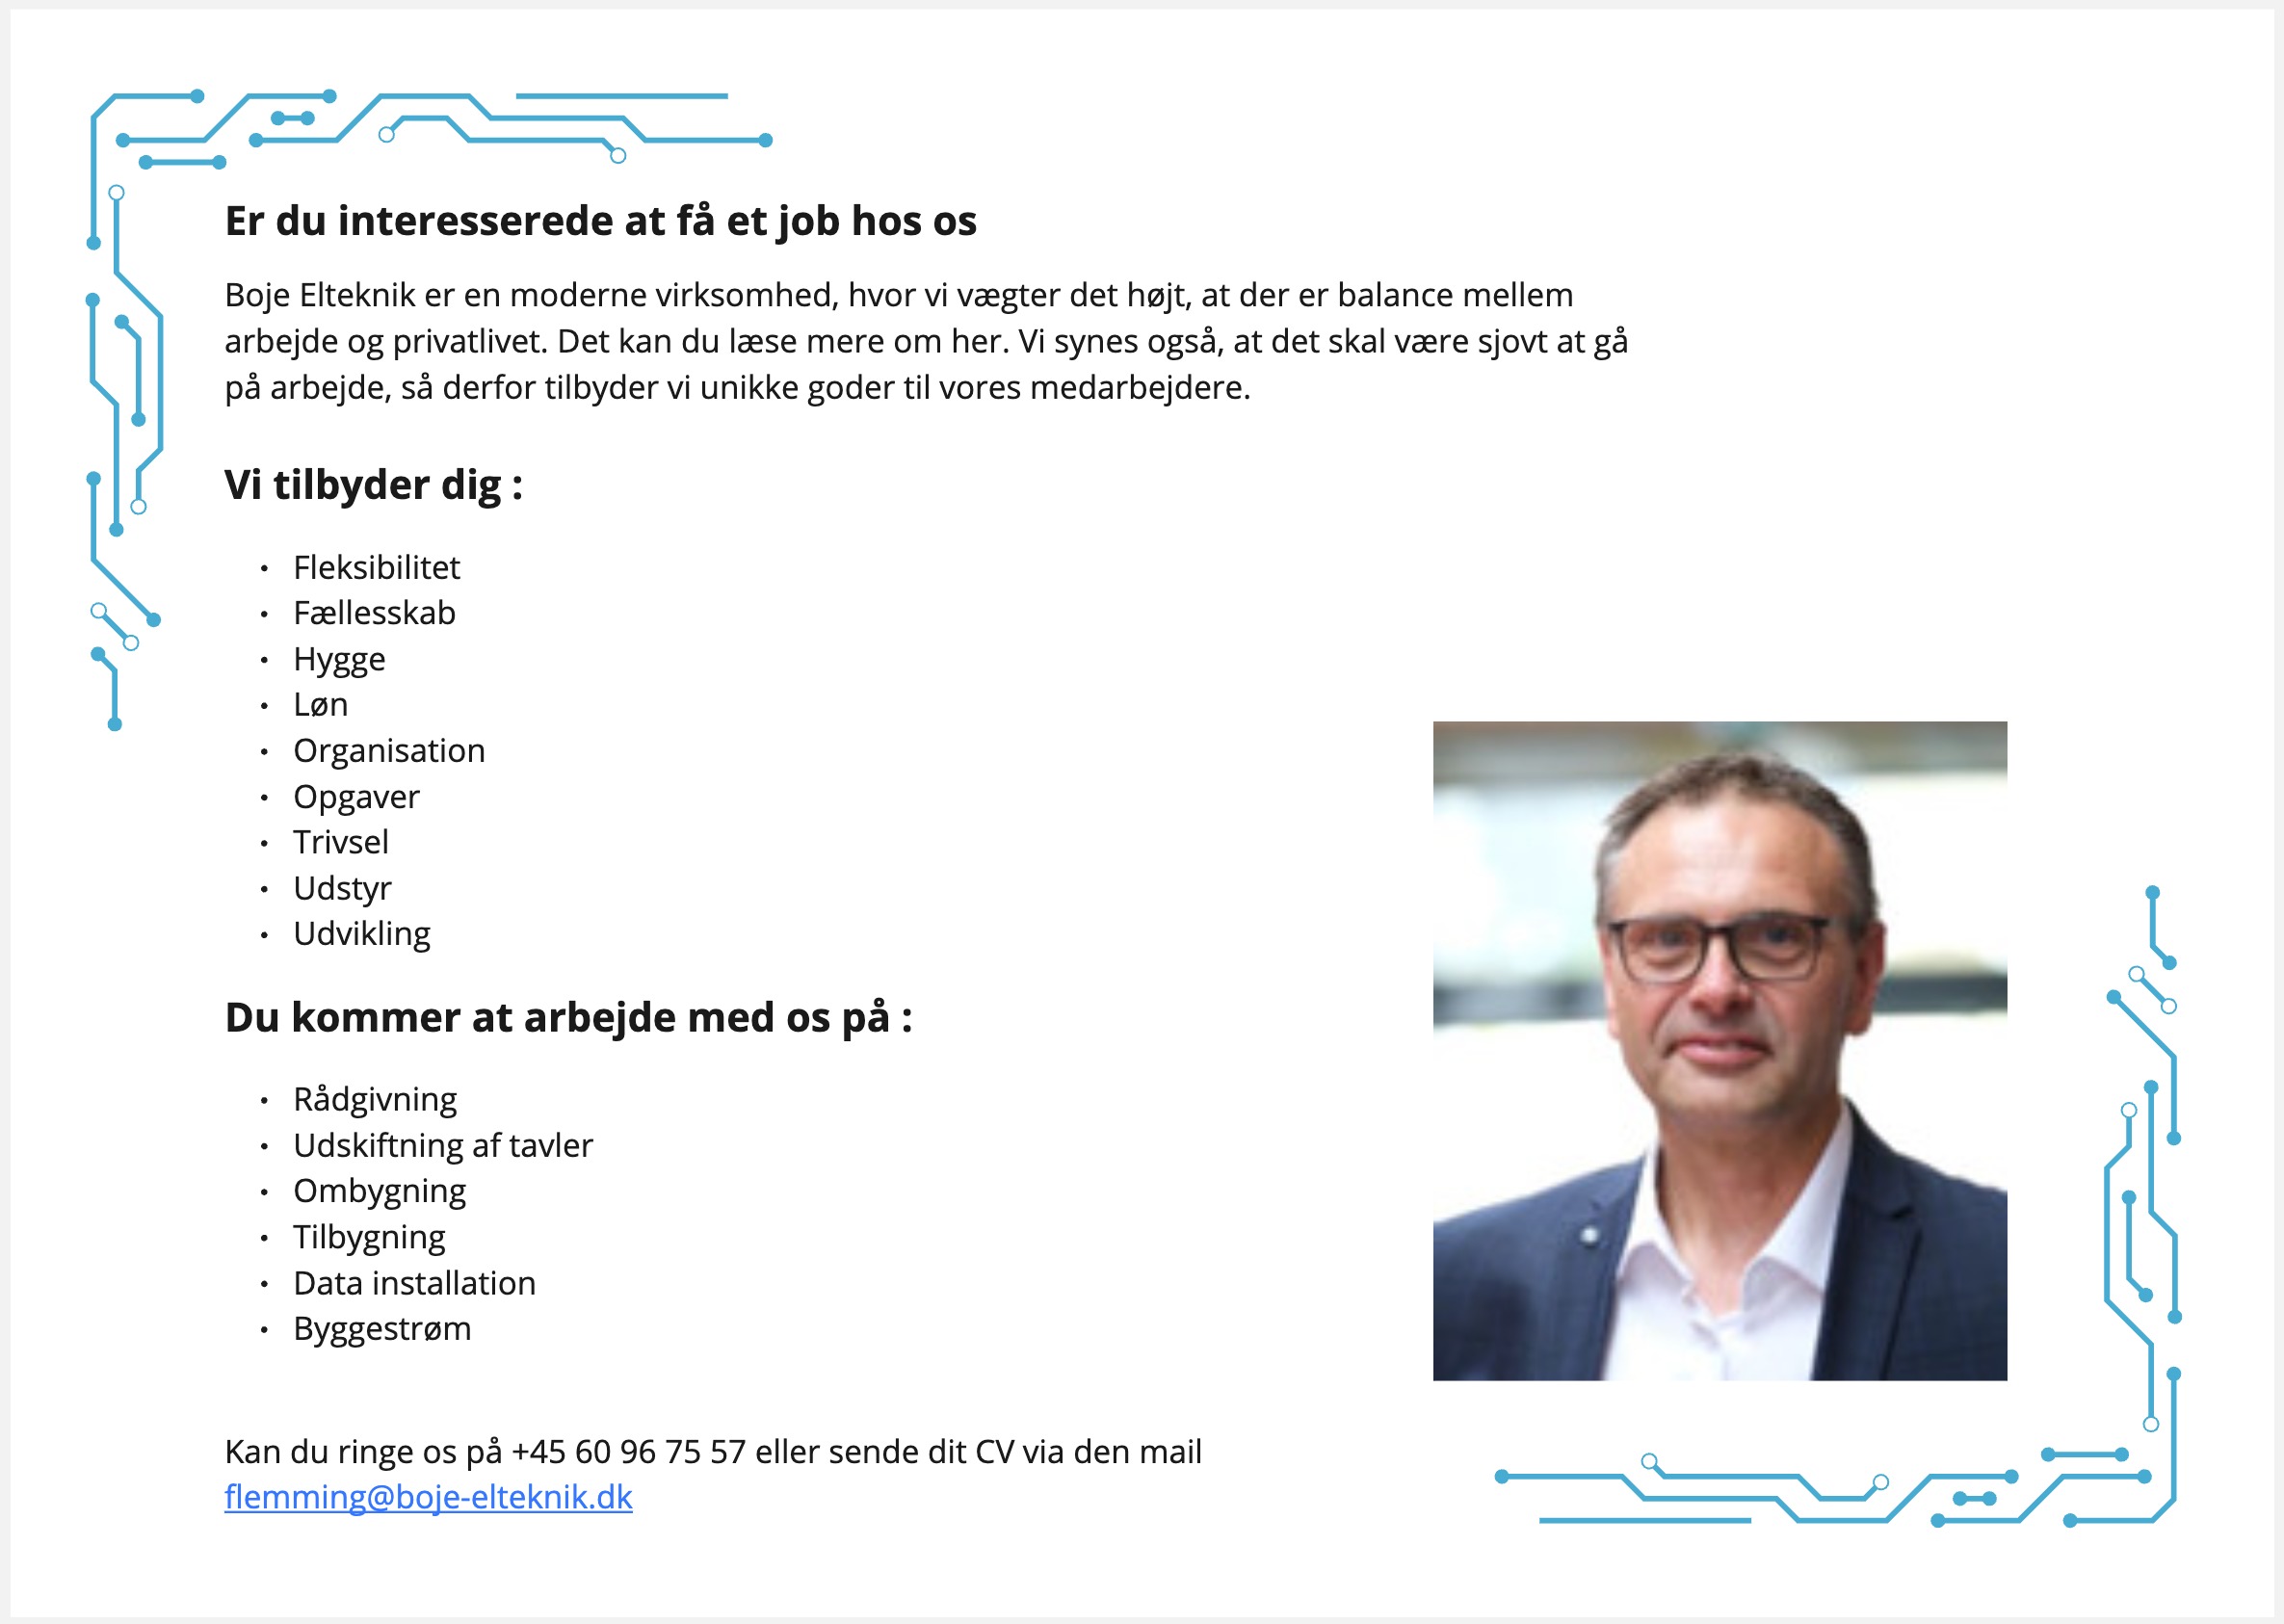 Er du interesserede at få et job hos os
Boje Elteknik er en moderne virksomhed, hvor vi vægter det højt, at der er balance mellem
arbejde og privatlivet. Det kan du læse mere om her. Vi synes også, at det skal være sjovt at gå
på arbejde, så derfor tilbyder vi unikke goder til vores medarbejdere.
Vi tilbyder dig :
• Fleksibilitet
• Fællesskab
• Hygge
• Løn
• Organisation
• Opgaver
• Trivsel
• Udstyr
• Udvikling
Du kommer at arbejde med os på :
• Rådgivning
• Udskiftning af tavler
• Ombygning
• Tilbygning
• Data installation
• Byggestrøm
Kan du ringe os på +45 60 96 75 57 eller sende dit CV via den mail
flemming@boje-elteknik.dk